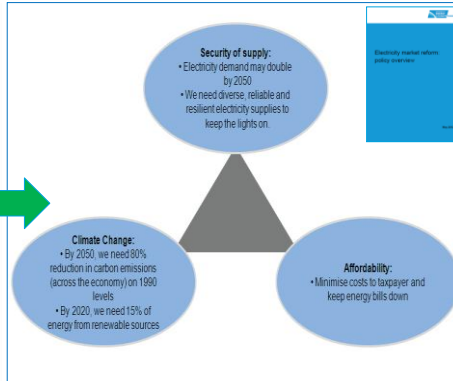 Security of supply:
• Electricity demand may double
by 2050
• We need diverse, reliable and
resilient electricity supplies to
keep the lights on.
Electricity market reform:
policy overview
Climate Change:
• By 2050, we need 80%
reduction in carbon emissions
(across the economy) on 1990
levels
• By 2020, we need 15% of
energy from renewable sources
Affordability:
• Minimise costs to taxpayer and
keep energy bills down